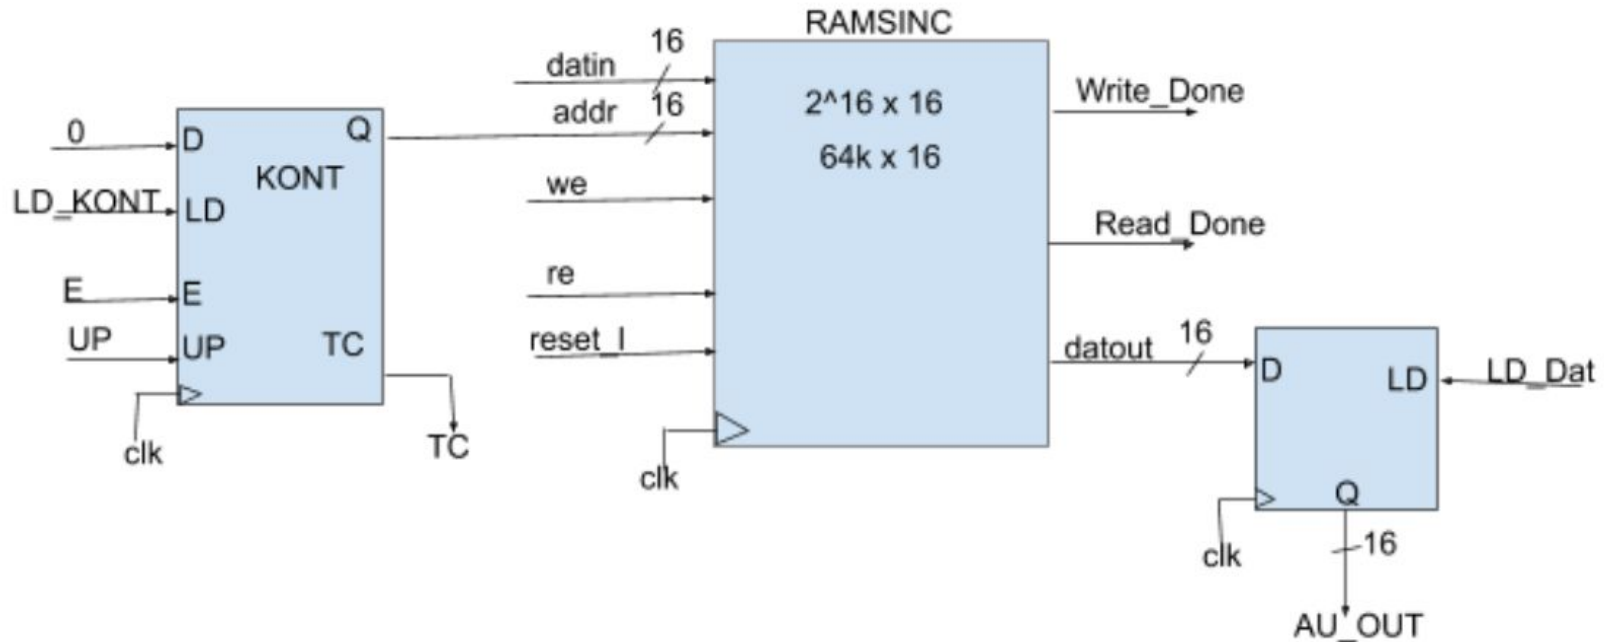 RAMSINC
datin
16
addr
16
we
re
reset_l
clk
2^16 x 16
64k x 16
Write_Done
Read_Done
datout
16
0
LD_KONT
E
UP
clk
D
LD
E
UP
Q
KONT
TC
TC
D
LD
LD_Dat
Q
clk
16
AU_OUT